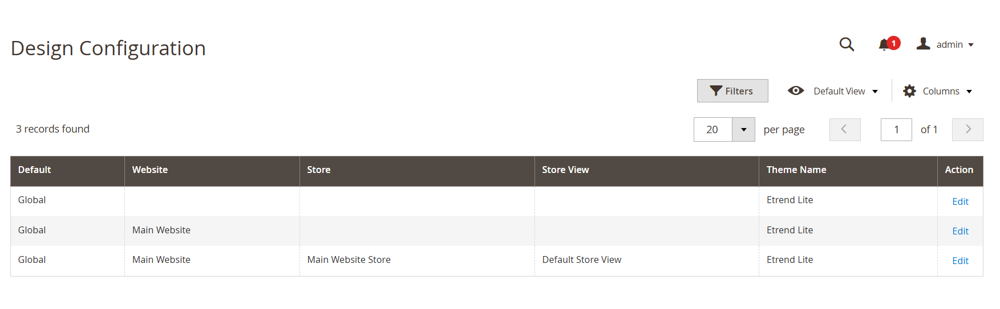 Design Configuration
1
admin
Filters
Default View
Columns
3 records found
20 per page
1 of 1
Default Website Store Store View Theme Name Action
Global Etrend Lite Edit
Global Main Website Etrend Lite Edit
Global Main Website Main Website Store Default Store View Etrend Lite Edit